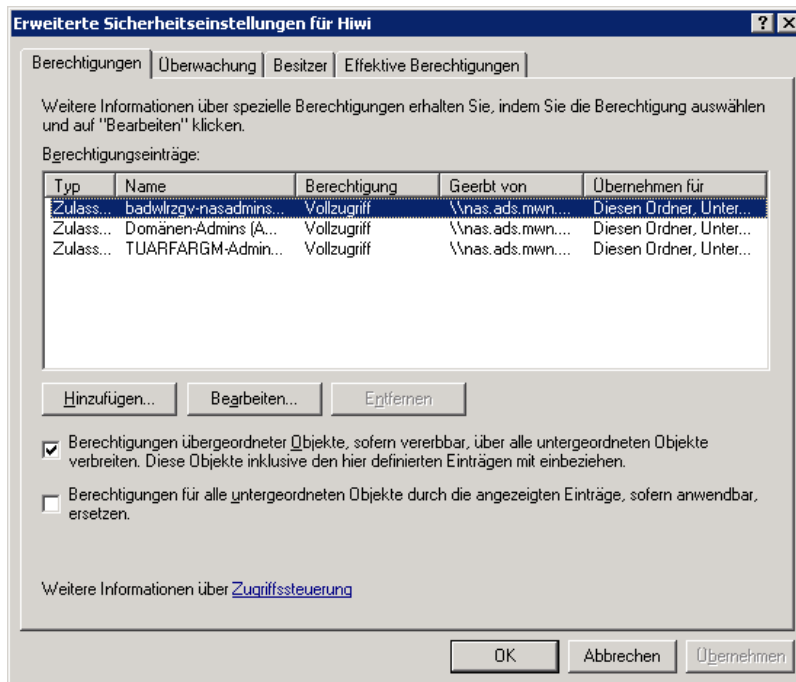 Erweiterte Sicherheitseinstellungen für Hiwi
Berechtigungen Überwachung Besitzer Effektive Berechtigungen
Weitere Informationen über spezielle Berechtigungen erhalten Sie, indem Sie die Berechtigung auswählen
und auf "Bearbeiten" klicken.
Berechtigungseinträge:
Typ Name Berechtigung Geerbt von Übernehmen für
Zulass... badwlrzgv-nasadmins... Vollzugriff \\nas.ads.mwn.... Diesen Ordner, Unter...
Zulass... Domänen-Admins (A... Vollzugriff \\nas.ads.mwn.... Diesen Ordner, Unter...
Zulass... TUARFARGM-Admin... Vollzugriff \\nas.ads.mwn.... Diesen Ordner, Unter...
Hinzufügen... Bearbeiten... Entfernen
Berechtigungen übergeordneter Objekte, sofern vererbbar, über alle untergeordneten Objekte
verbreiten. Diese Objekte inklusive den hier definierten Einträgen mit einbeziehen.
Berechtigungen für alle untergeordneten Objekte durch die angezeigten Einträge, sofern anwendbar,
ersetzen.
Weitere Informationen über Zugriffssteuerung
OK Abbrechen Übernehmen